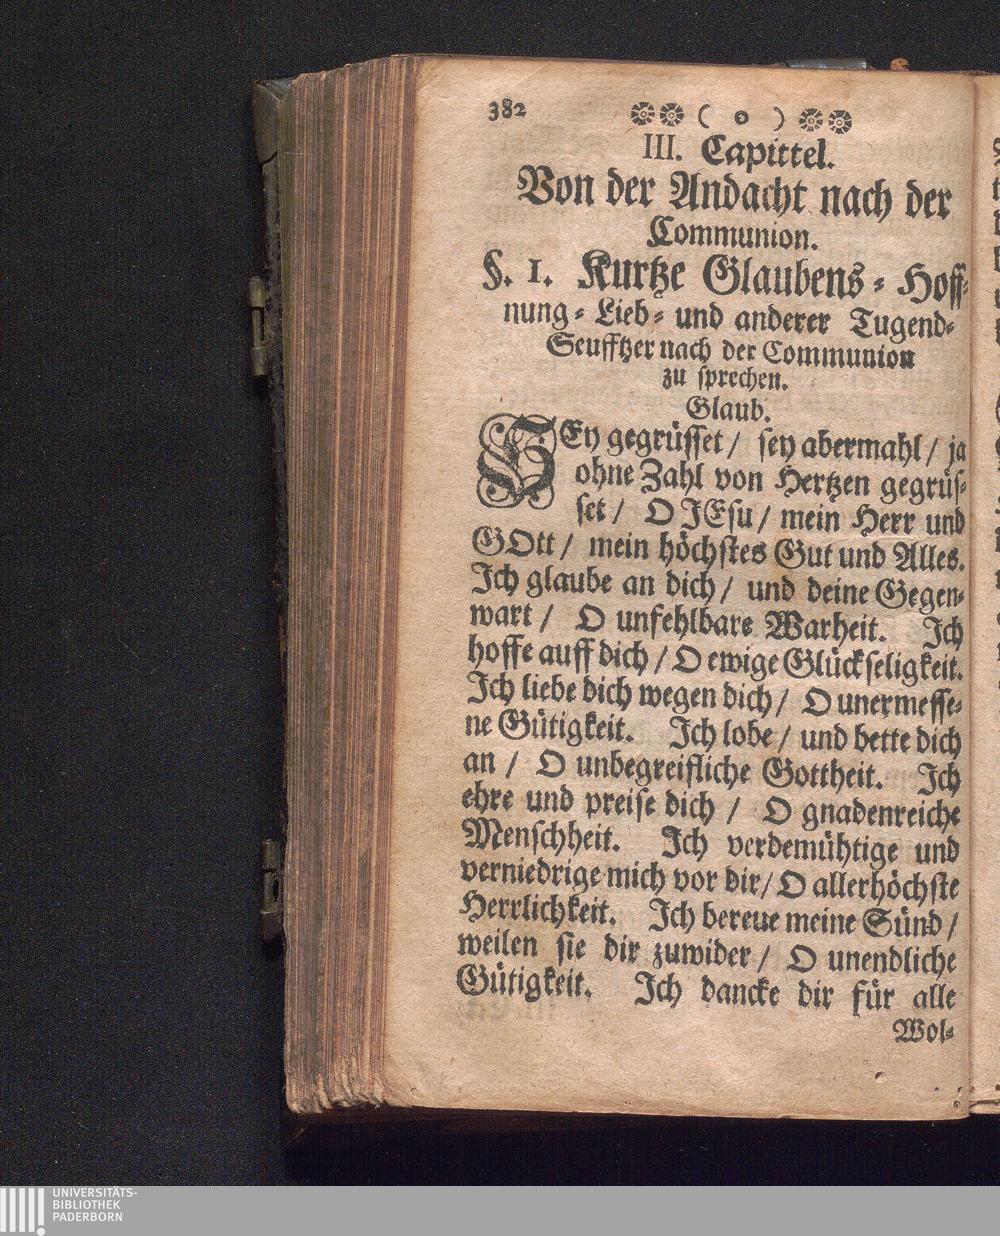 382 ❁❁ ( o ) ❁❁
III. Capittel.
Von der Andacht nach der
Communion.
§. 1. Kurtze Glaubens- Hoff-
nung- Lieb- und anderer Tugend-
Seufftzer nach der Communion
zu sprechen.
Glaub.
SEy gegrüsset / sey abermahl / ja
ohne Zahl von Hertzen gegrüs-
set / O JEsu / mein Herr und
GOtt / mein höchstes Gut und Alles.
Ich glaube an dich / und deine Gegen-
wart / O unfehlbare Warheit. Ich
hoffe auff dich / O ewige Glückseligkeit.
Ich liebe dich wegen dich / O unermesse-
ne Gütigkeit. Ich lobe / und bette dich
an / O unbegreifliche Gottheit. Ich
ehre und preise dich / O gnadenreiche
Menschheit. Ich verdemühtige und
verniedrige mich vor dir / O allerhöchste
Herrlichkeit. Ich bereue meine Sünd /
weilen sie dir zuwider / O unendliche
Gütigkeit. Ich dancke dir für alle
Wol-
UNIVERSITÄTS-
BIBLIOTHEK
PADERBORN